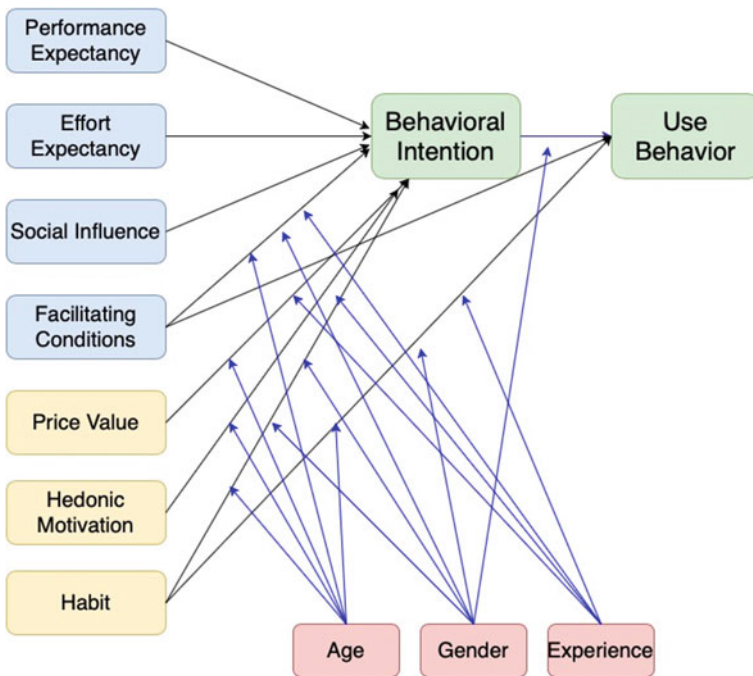 Performance
Expectancy
Effort
Expectancy
Social Influence
Facilitating
Conditions
Price Value
Hedonic
Motivation
Habit
Behavioral
Intention
Use
Behavior
Age
Gender
Experience